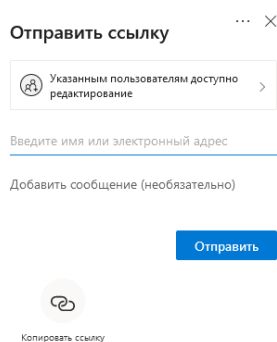 Отправить ссылку
Указанным пользователям доступно
редактирование
Введите имя или электронный адрес
Добавить сообщение (необязательно)
Отправить
Копировать ссылку